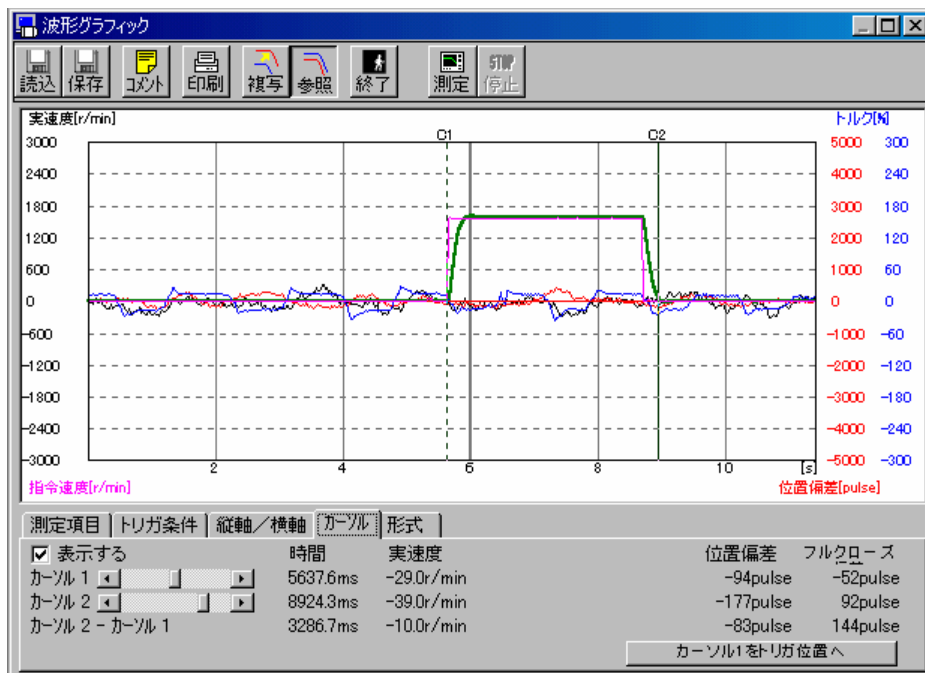 波形グラフィック
読込 保存 コメント 印刷 複写 参照 終了 測定 STOP 停止
実速度[r/min] トルク[%]
C1 C2
3000 5000 300
2400 4000 240
1800 3000 180
1200 2000 120
600 1000 60
0 0 0
-600 -1000 -60
-1200 -2000 -120
-1800 -3000 -180
-2400 -4000 -240
-3000 2 4 6 8 10 [s] -5000 -300
指令速度[r/min] 位置偏差[pulse]
測定項目 トリガ条件 縦軸／横軸 カーソル 形式
表示する 時間 実速度 位置偏差 フルクローズ
カーソル 1 5637.6ms -29.0r/min -94pulse -52pulse
カーソル 2 8924.3ms -39.0r/min -177pulse 92pulse
カーソル 2 - カーソル 1 3286.7ms -10.0r/min -83pulse 144pulse
カーソル1をトリガ位置へ